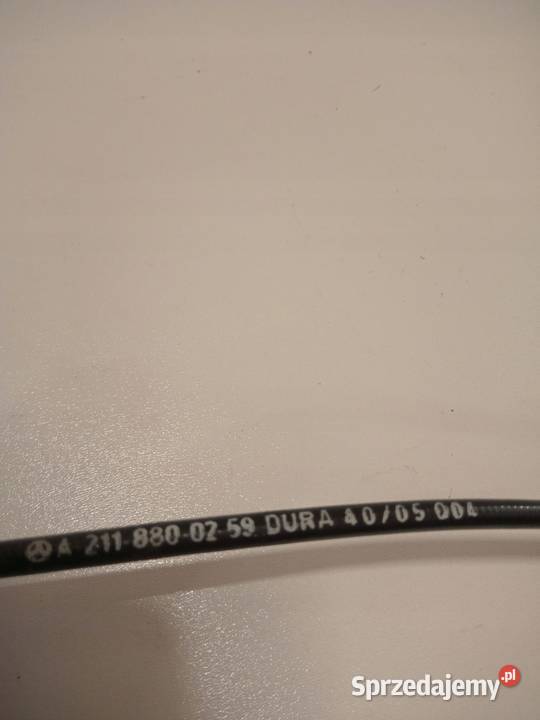 A 211-880-02 59 DURA 40/05 004
Sprzedajemy.pl